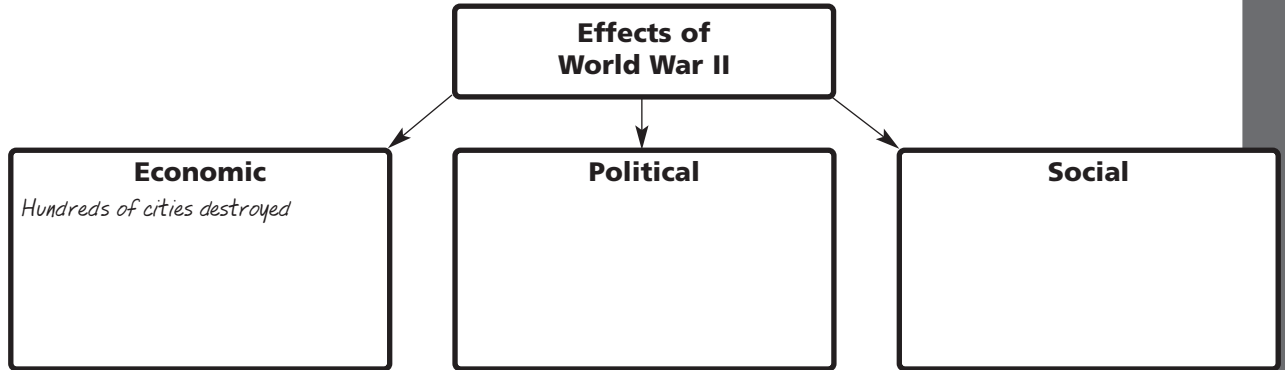 Effects of
World War II
Economic
Hundreds of cities destroyed
Political
Social